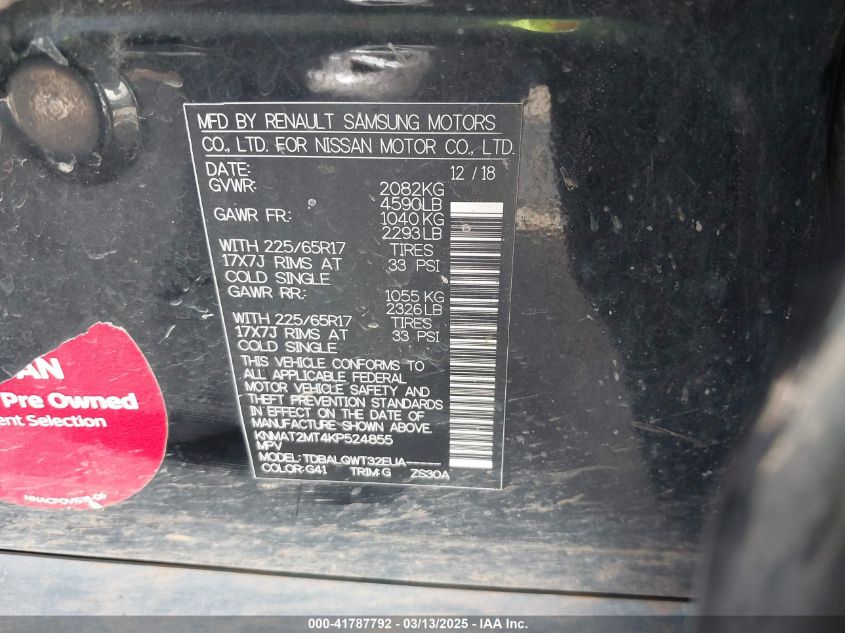 MFD BY RENAULT SAMSUNG MOTORS
CO., LTD. FOR NISSAN MOTOR CO., LTD.
DATE: 12 / 18
GVWR: 2082KG
4590LB
GAWR FR: 1040KG
2293LB
WITH 225/65R17 TIRES
17X7J RIMS AT 33 PSI
COLD SINGLE
GAWR RR: 1055 KG
2326LB
WITH 225/65R17 TIRES
17X7J RIMS AT 33 PSI
COLD SINGLE
THIS VEHICLE CONFORMS TO
ALL APPLICABLE FEDERAL
MOTOR VEHICLE SAFETY AND
THEFT PREVENTION STANDARDS
IN EFFECT ON THE DATE OF
MANUFACTURE SHOWN ABOVE.
KNMAT2MT4KP524855
MPV
MODEL: TDBALGWT32EUA-----
COLOR: G41 TRIM: G ZS30A
AN
Pre Owned
ent Selection
000-41787792 - 03/13/2025 - IAA Inc.